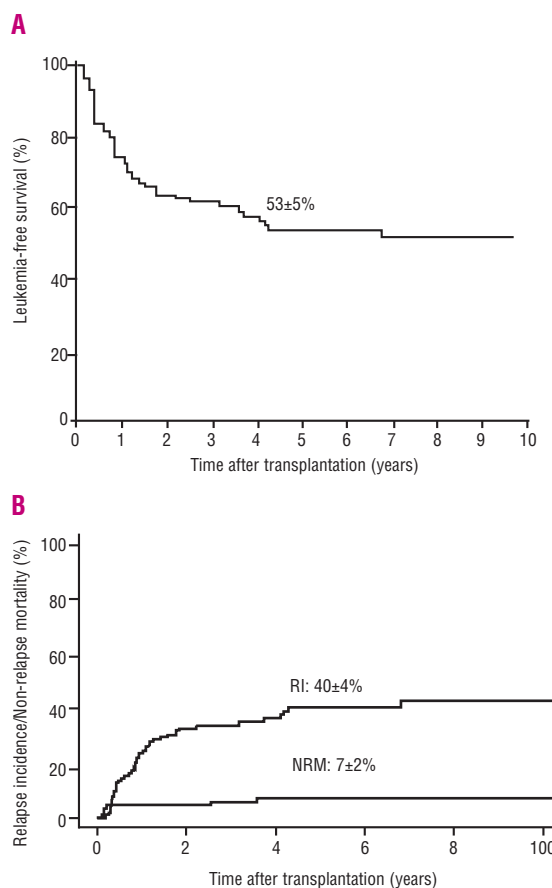 A
Leukemia-free survival (%)
100
80
60
40
20
0
53±5%
0 1 2 3 4 5 6 7 8 9 10
Time after transplantation (years)
B
Relapse incidence/Non-relapse mortality (%)
100
80
60
40
20
0
RI: 40±4%
NRM: 7±2%
0 2 4 6 8 100
Time after transplantation (years)